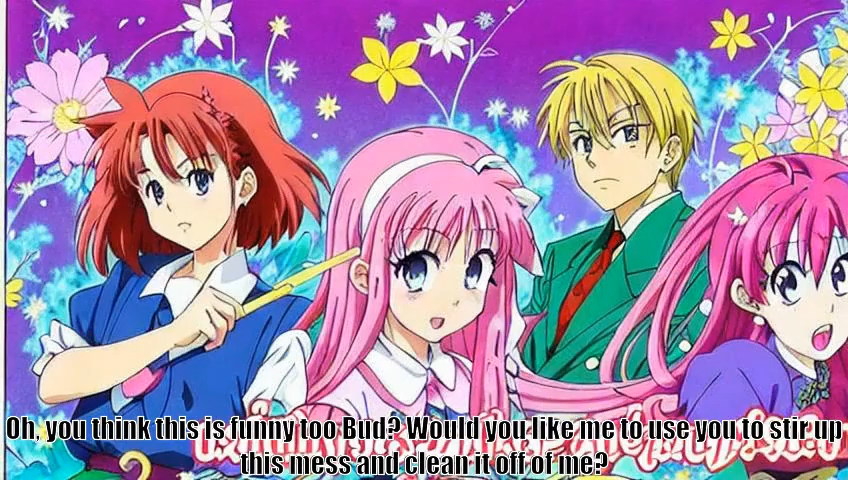 Oh, you think this is funny too Bud? Would you like me to use you to stir up
this mess and clean it off of me?